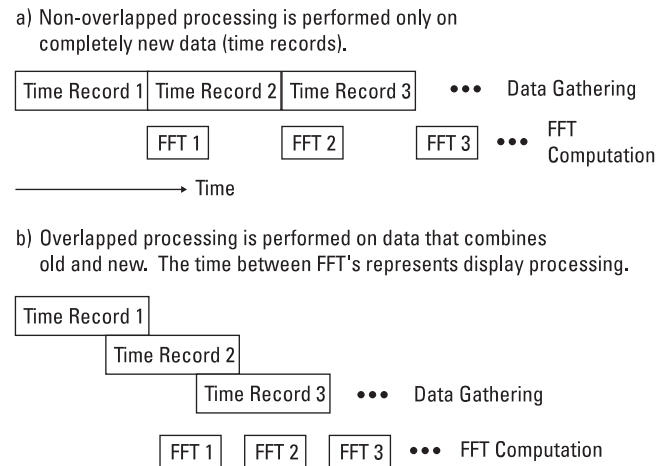 a) Non-overlapped processing is performed only on
completely new data (time records).
Time Record 1 Time Record 2 Time Record 3 ••• Data Gathering
FFT 1 FFT 2 FFT 3 ••• FFT
Computation
Time
b) Overlapped processing is performed on data that combines
old and new. The time between FFT's represents display processing.
Time Record 1
Time Record 2
Time Record 3 ••• Data Gathering
FFT 1 FFT 2 FFT 3 ••• FFT Computation